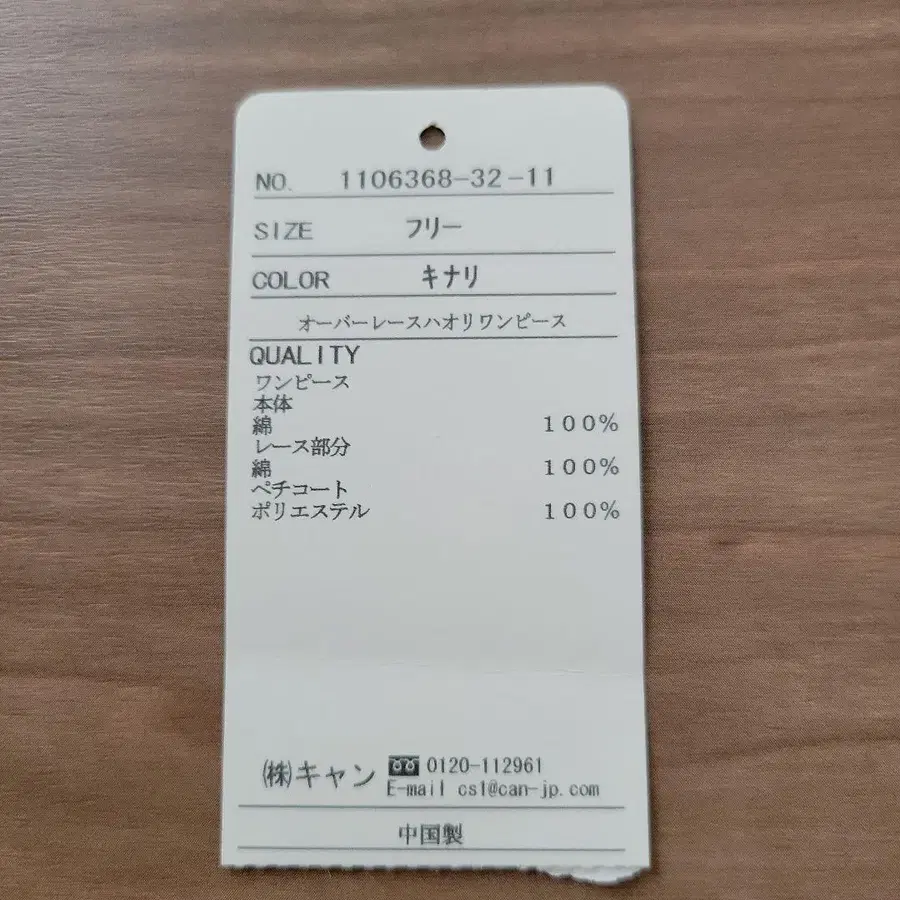 NO. 1106368-32-11
SIZE フリー
COLOR キナリ
オーバーレースハオリワンピース
QUALITY
ワンピース
本体
綿 100%
レース部分
綿 100%
ペチコート
ポリエステル 100%
㈱キャン 0120-112961
E-mail cs1@can-jp.com
中国製